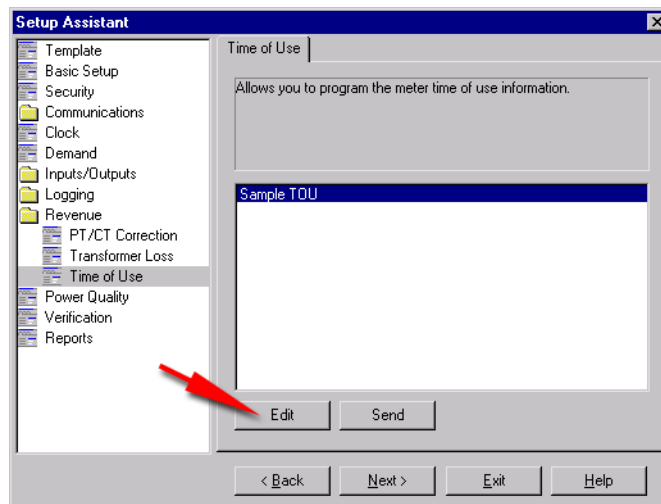 Setup Assistant
Template
Basic Setup
Security
Communications
Clock
Demand
Inputs/Outputs
Logging
Revenue
PT/CT Correction
Transformer Loss
Time of Use
Power Quality
Verification
Reports
Time of Use
Allows you to program the meter time of use information.
Sample TOU
Edit
Send
< Back
Next >
Exit
Help